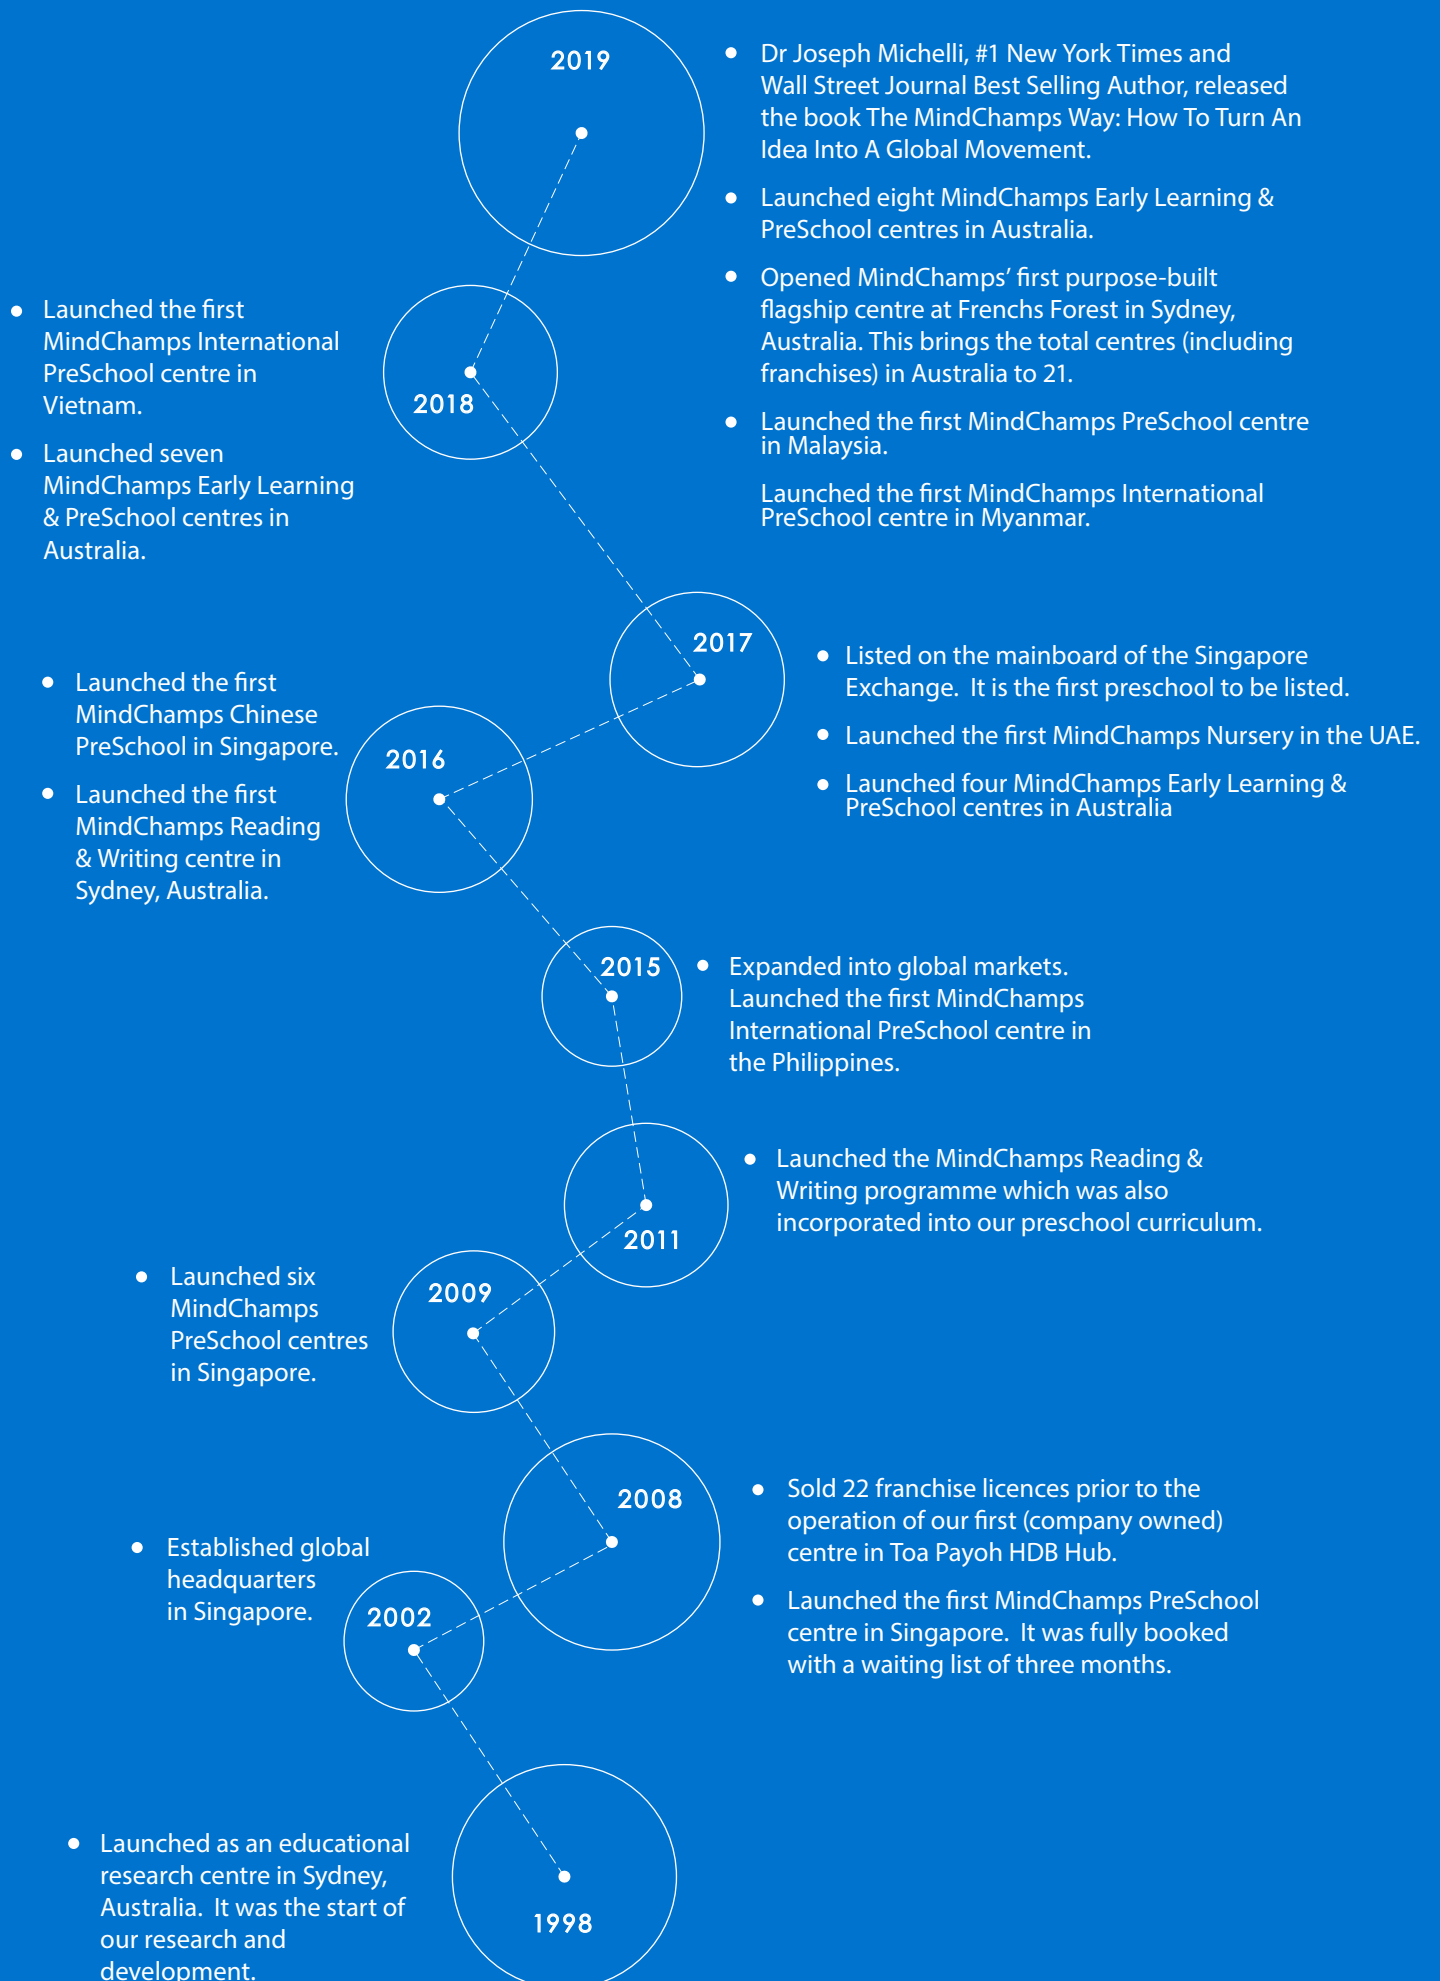 2019
Dr Joseph Michelli, #1 New York Times and
Wall Street Journal Best Selling Author, released
the book The MindChamps Way: How To Turn An
Idea Into A Global Movement.
Launched eight MindChamps Early Learning &
PreSchool centres in Australia.
Opened MindChamps’ first purpose-built
flagship centre at Frenchs Forest in Sydney,
Australia. This brings the total centres (including
franchises) in Australia to 21.
Launched the first MindChamps PreSchool centre
in Malaysia.
Launched the first MindChamps International
PreSchool centre in Myanmar.
2018
Launched the first
MindChamps International
PreSchool centre in
Vietnam.
Launched seven
MindChamps Early Learning
& PreSchool centres in
Australia.
2017
Listed on the mainboard of the Singapore
Exchange.  It is the first preschool to be listed.
Launched the first MindChamps Nursery in the UAE.
Launched four MindChamps Early Learning &
PreSchool centres in Australia
2016
Launched the first
MindChamps Chinese
PreSchool in Singapore.
Launched the first
MindChamps Reading
& Writing centre in
Sydney, Australia.
2015
Expanded into global markets.
Launched the first MindChamps
International PreSchool centre in
the Philippines.
2011
Launched the MindChamps Reading &
Writing programme which was also
incorporated into our preschool curriculum.
2009
Launched six
MindChamps
PreSchool centres
in Singapore.
2008
Sold 22 franchise licences prior to the
operation of our first (company owned)
centre in Toa Payoh HDB Hub.
Launched the first MindChamps PreSchool
centre in Singapore.  It was fully booked
with a waiting list of three months.
2002
Established global
headquarters
in Singapore.
1998
Launched as an educational
research centre in Sydney,
Australia.  It was the start of
our research and
development.